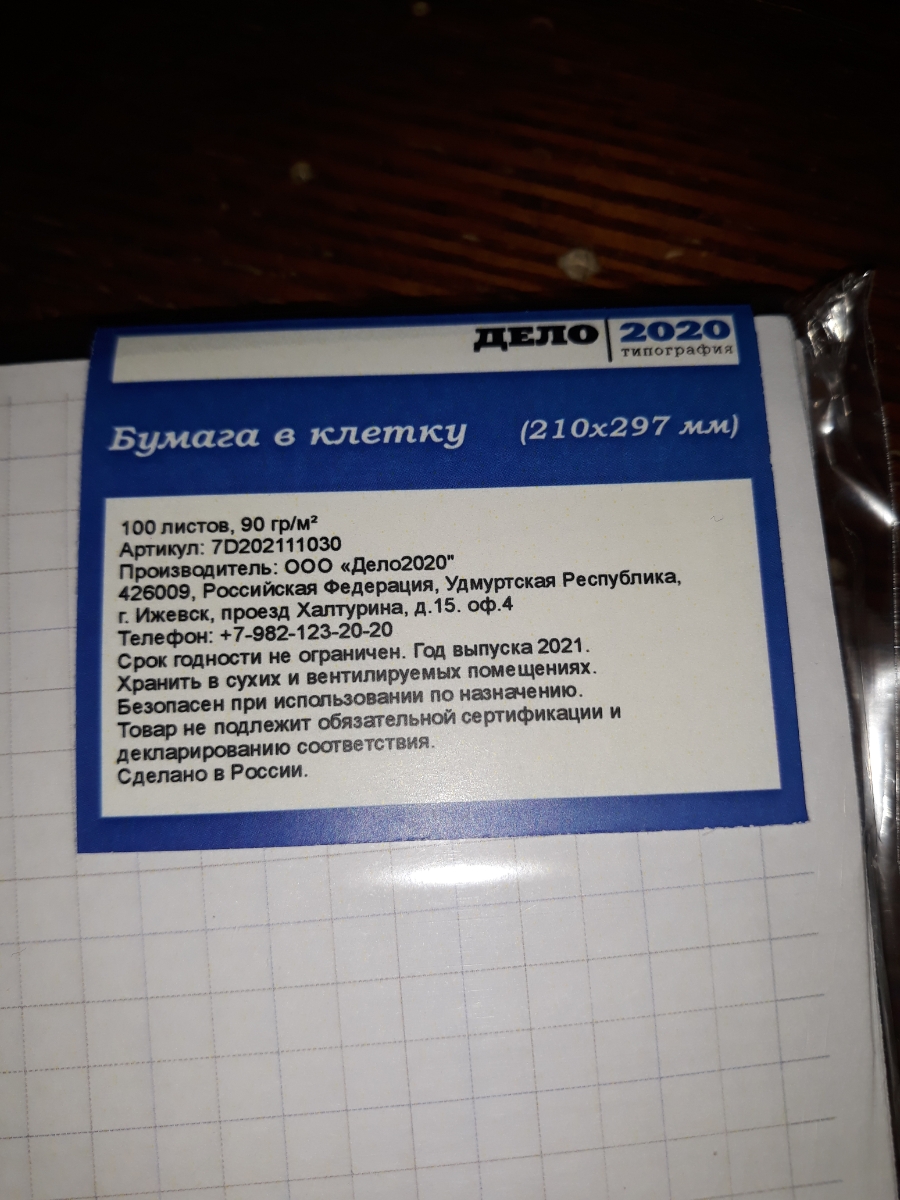 ДЕЛО 2020
типография
Бумага в клетку (210х297 мм)
100 листов, 90 гр/м²
Артикул: 7D202111030
Производитель: ООО «Дело2020"
426009, Российская Федерация, Удмуртская Республика,
г. Ижевск, проезд Халтурина, д.15. оф.4
Телефон: +7-982-123-20-20
Срок годности не ограничен. Год выпуска 2021.
Хранить в сухих и вентилируемых помещениях.
Безопасен при использовании по назначению.
Товар не подлежит обязательной сертификации и
декларированию соответствия.
Сделано в России.